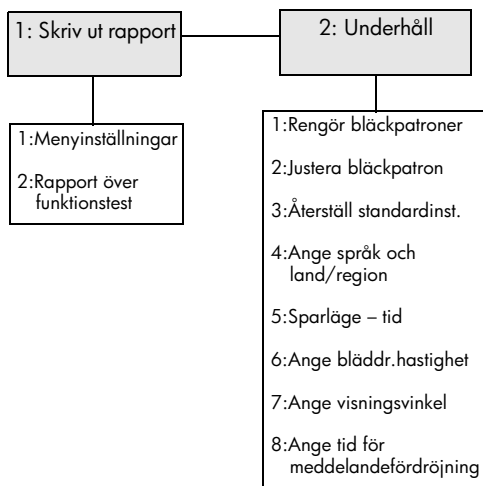 1: Skriv ut rapport
2: Underhåll
1:Menyinställningar
2:Rapport över
funktionstest
1:Rengör bläckpatroner
2:Justera bläckpatron
3:Återställ standardinst.
4:Ange språk och
land/region
5:Sparläge – tid
6:Ange bläddr.hastighet
7:Ange visningsvinkel
8:Ange tid för
meddelandefördröjning